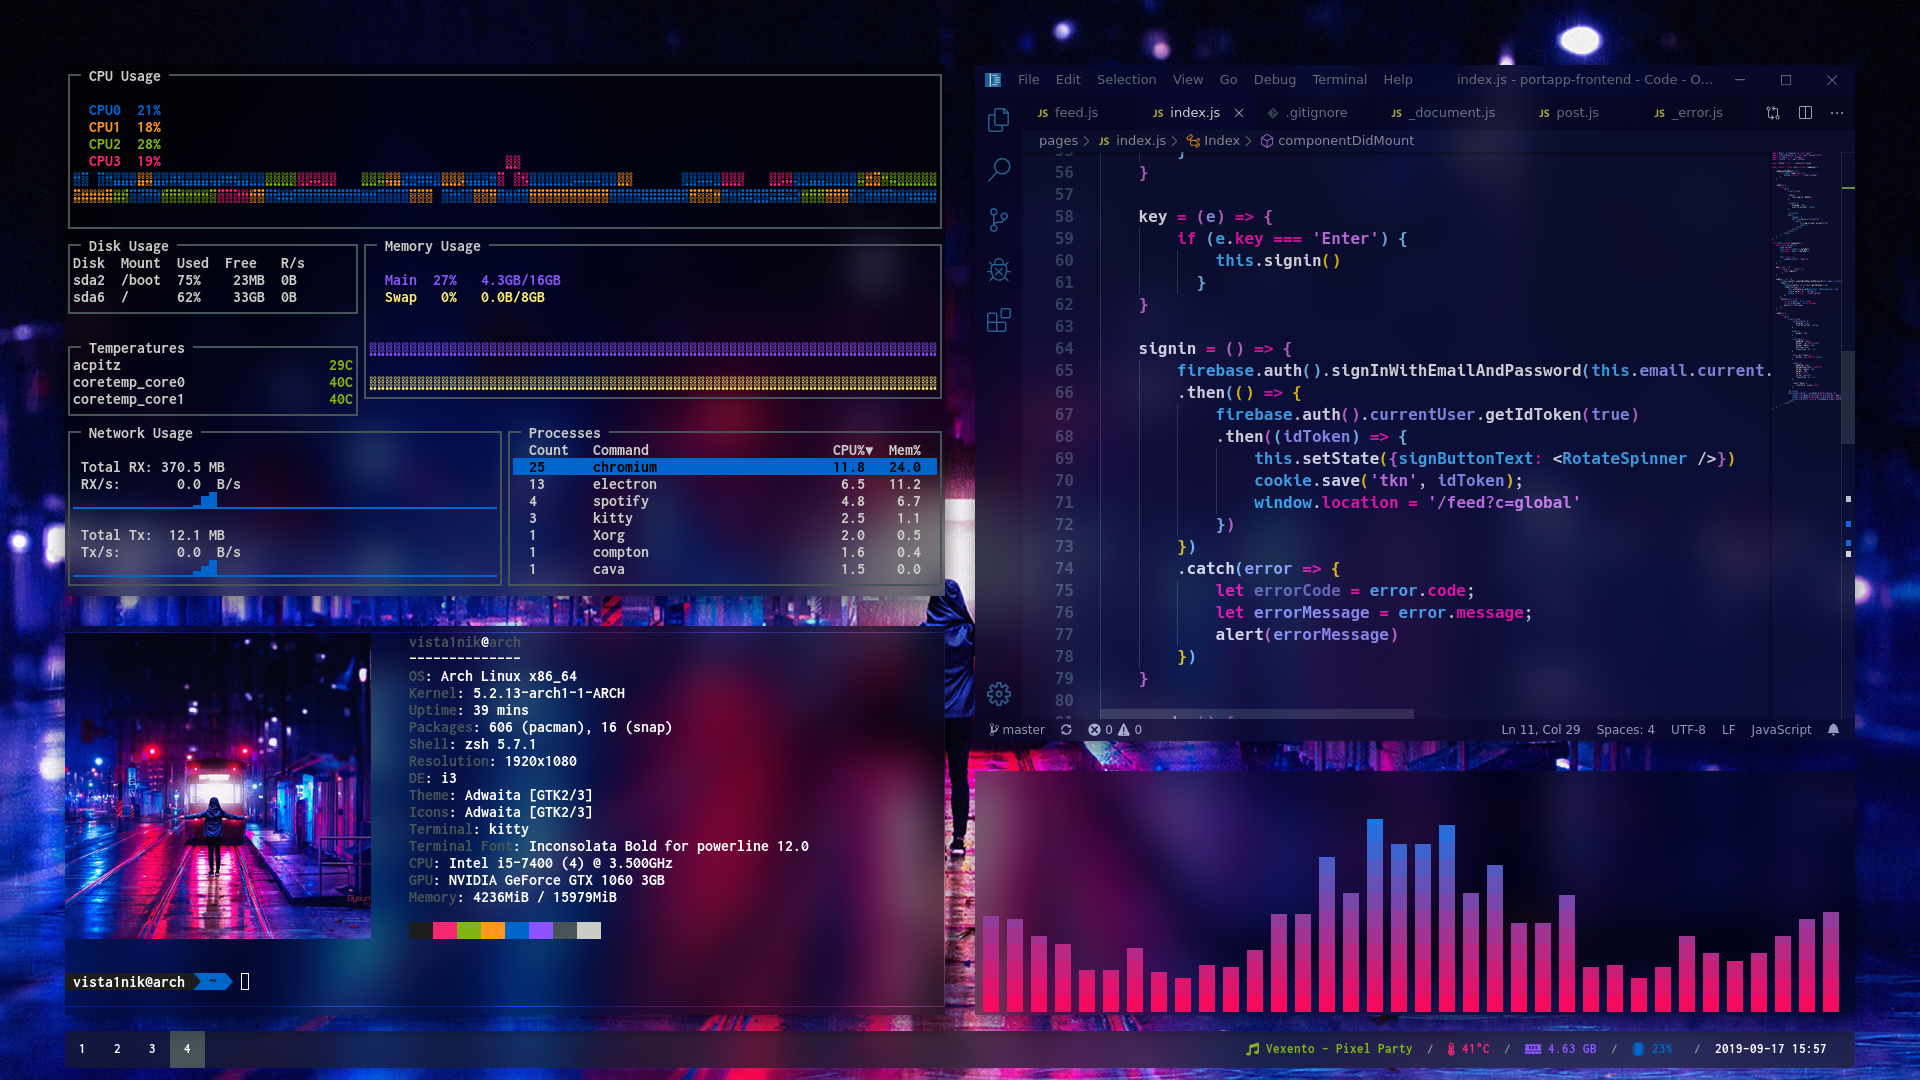 CPU Usage
CPU0 21%
CPU1 18%
CPU2 28%
CPU3 19%
Disk Usage
Disk Mount Used Free R/s
sda2 /boot 75% 23MB 0B
sda6 / 62% 33GB 0B
Memory Usage
Main 27% 4.3GB/16GB
Swap 0% 0.0B/8GB
Temperatures
acpitz 29C
coretemp_core0 40C
coretemp_core1 40C
Network Usage
Total RX: 370.5 MB
RX/s: 0.0 B/s
Total Tx: 12.1 MB
Tx/s: 0.0 B/s
Processes
Count Command CPU%▼ Mem%
25 chromium 11.8 24.0
13 electron 6.5 11.2
4 spotify 4.8 6.7
3 kitty 2.5 1.1
1 Xorg 2.0 0.5
1 compton 1.6 0.4
1 cava 1.5 0.0
vista1nik@arch
--------------
OS: Arch Linux x86_64
Kernel: 5.2.13-arch1-1-ARCH
Uptime: 39 mins
Packages: 606 (pacman), 16 (snap)
Shell: zsh 5.7.1
Resolution: 1920x1080
DE: i3
Theme: Adwaita [GTK2/3]
Icons: Adwaita [GTK2/3]
Terminal: kitty
Terminal Font: Inconsolata Bold for powerline 12.0
CPU: Intel i5-7400 (4) @ 3.500GHz
GPU: NVIDIA GeForce GTX 1060 3GB
Memory: 4236MiB / 15979MiB
vista1nik@arch ~
File Edit Selection View Go Debug Terminal Help index.js - portapp-frontend - Code - O...
JS feed.js JS index.js .gitignore JS _document.js JS post.js JS _error.js
pages > JS index.js > Index > componentDidMount
56 }
57
58 key = (e) => {
59 if (e.key === 'Enter') {
60 this.signin()
61 }
62 }
63
64 signin = () => {
65 firebase.auth().signInWithEmailAndPassword(this.email.current.
66 .then(() => {
67 firebase.auth().currentUser.getIdToken(true)
68 .then((idToken) => {
69 this.setState({signButtonText: <RotateSpinner />})
70 cookie.save('tkn', idToken);
71 window.location = '/feed?c=global'
72 })
73 })
74 .catch(error => {
75 let errorCode = error.code;
76 let errorMessage = error.message;
77 alert(errorMessage)
78 })
79 }
80
master 0 0 Ln 11, Col 29 Spaces: 4 UTF-8 LF JavaScript
1 2 3 4 Vexento - Pixel Party / 41°C / 4.63 GB / 23% / 2019-09-17 15:57